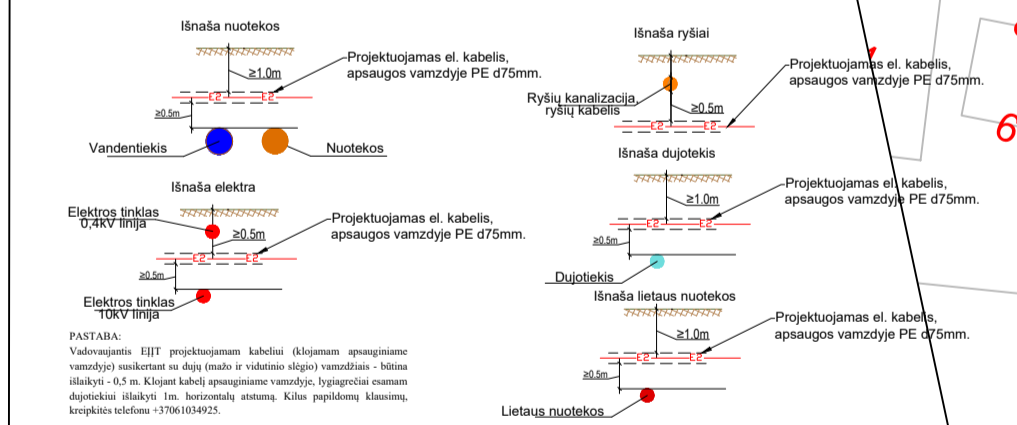 Išnaša nuotekos
≥1.0m
Projektuojamas el. kabelis,
apsaugos vamzdyje PE d75mm.
E2 E2
≥0.5m
Vandentiekis
Nuotekos
Išnaša elektra
Elektros tinklas
0,4kV linija
≥0.5m
Projektuojamas el. kabelis,
apsaugos vamzdyje PE d75mm.
E2 E2
≥0.5m
Elektros tinklas
10kV linija
PASTABA:
Vadovaujantis EĮĮT projektuojamam kabeliui (klojamam apsauginiame
vamzdyje) susikertant su dujų (mažo ir vidutinio slėgio) vamzdžiais - būtina
išlaikyti - 0,5 m. Klojant kabelį apsauginiame vamzdyje, lygiagrečiai esamam
dujotiekiui išlaikyti 1m. horizontalų atstumą. Kilus papildomų klausimų,
kreipkitės telefonu +37061034925.
Išnaša ryšiai
Projektuojamas el. kabelis,
apsaugos vamzdyje PE d75mm.
Ryšių kanalizacija,
ryšių kabelis
≥0.5m
E2 E2
Išnaša dujotekis
≥1.0m
Projektuojamas el. kabelis,
apsaugos vamzdyje PE d75mm.
E2 E2
≥0.5m
Dujotiekis
Išnaša lietaus nuotekos
≥1.0m
Projektuojamas el. kabelis,
apsaugos vamzdyje PE d75mm.
E2 E2
≥0.5m
Lietaus nuotekos
6